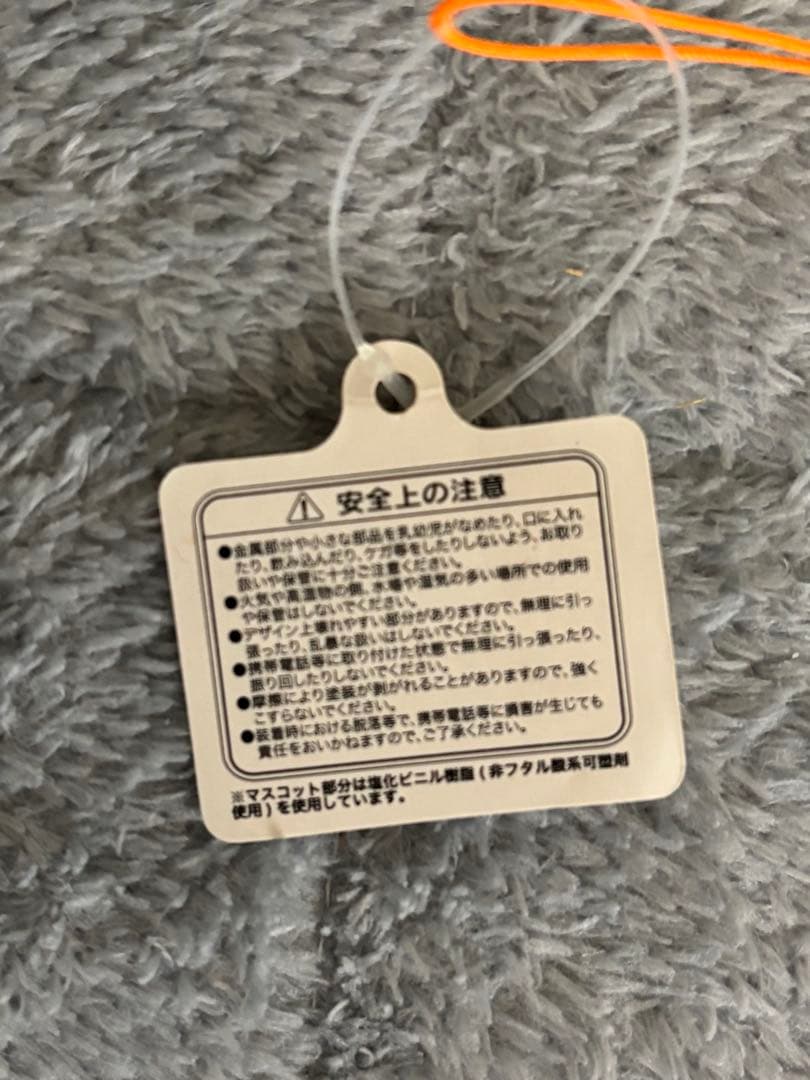 安全上の注意
●金属部分や小さな部品を乳幼児がなめたり、口に入れ
たり、飲み込んだり、ケガ等をしたりしないよう、お取り
扱いや保管に十分ご注意ください。
●火気や高温物の側、水場や湿気の多い場所での使用
や保管はしないでください。
●デザイン上壊れやすい部分がありますので、無理に引っ
張ったり、乱暴な扱いはしないでください。
●携帯電話等に取り付けた状態で無理に引っ張ったり、
振り回したりしないでください。
●摩擦により塗装が剥がれることがありますので、強く
こすらないでください。
●装着時における脱落等で、携帯電話等に損害が生じても
責任をおいかねますので、ご了承ください。
※マスコット部分は塩化ビニル樹脂(非フタル酸系可塑剤
使用)を使用しています。